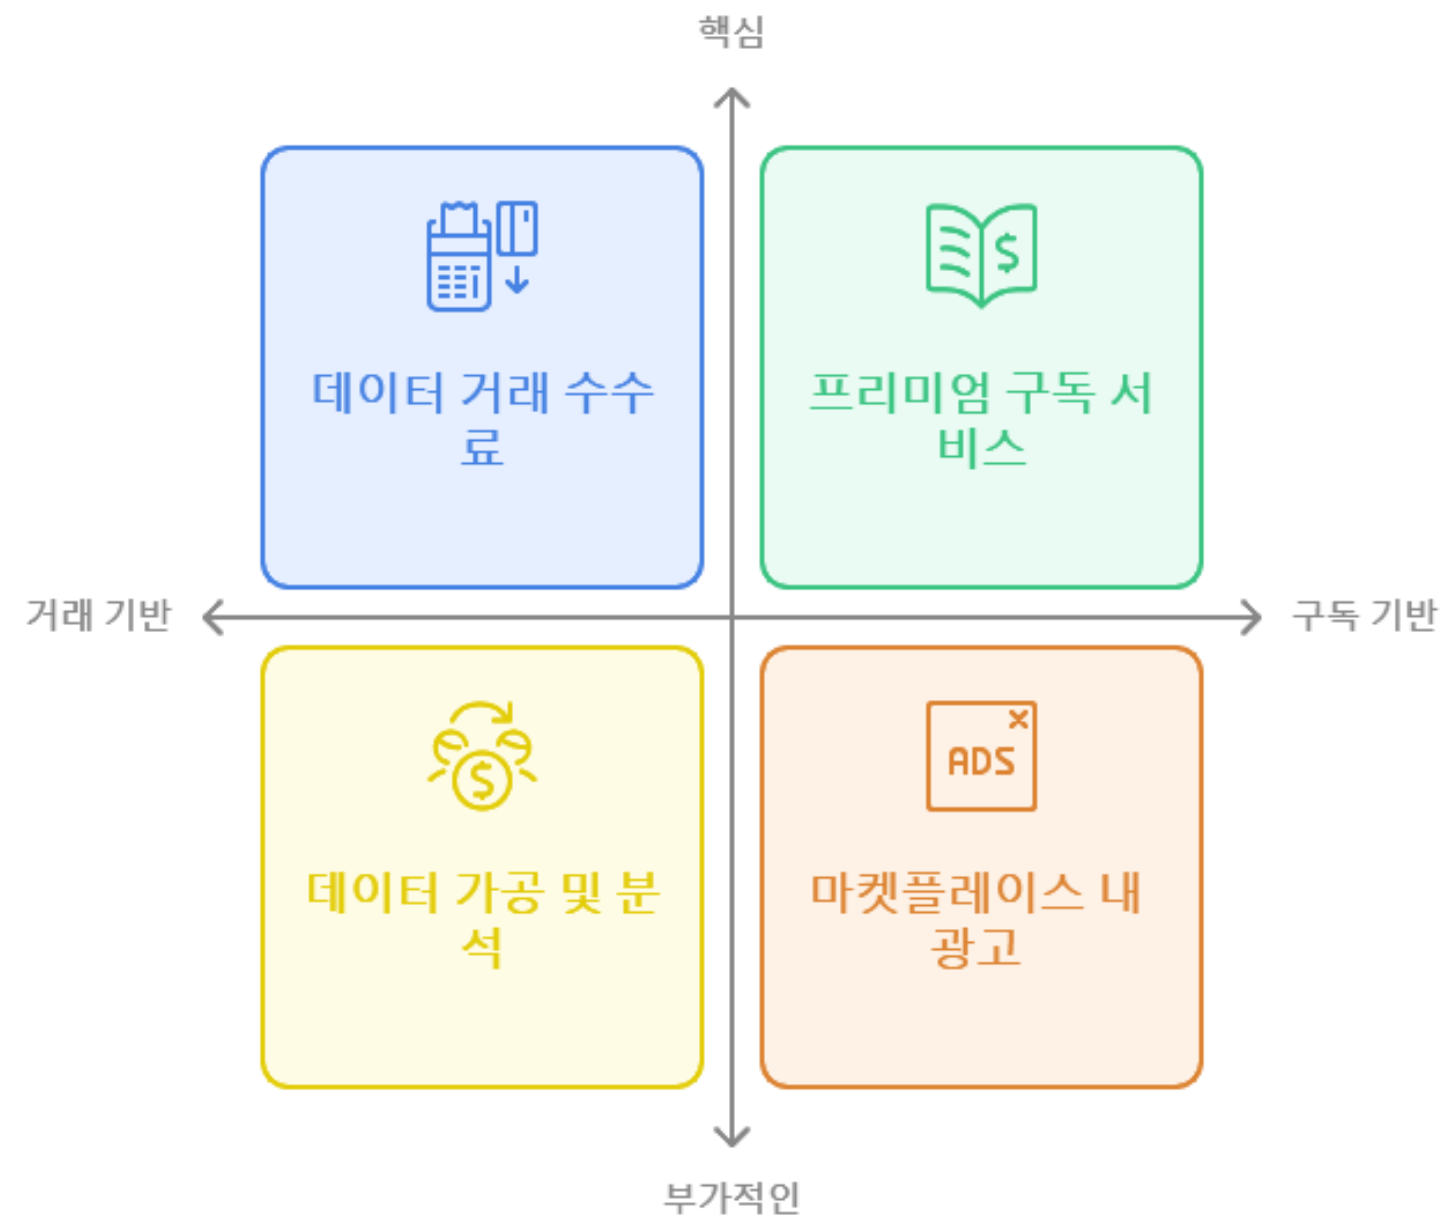 핵심
데이터 거래 수수
료
프리미엄 구독 서
비스
거래 기반
구독 기반
데이터 가공 및 분
석
ADS
마켓플레이스 내
광고
부가적인